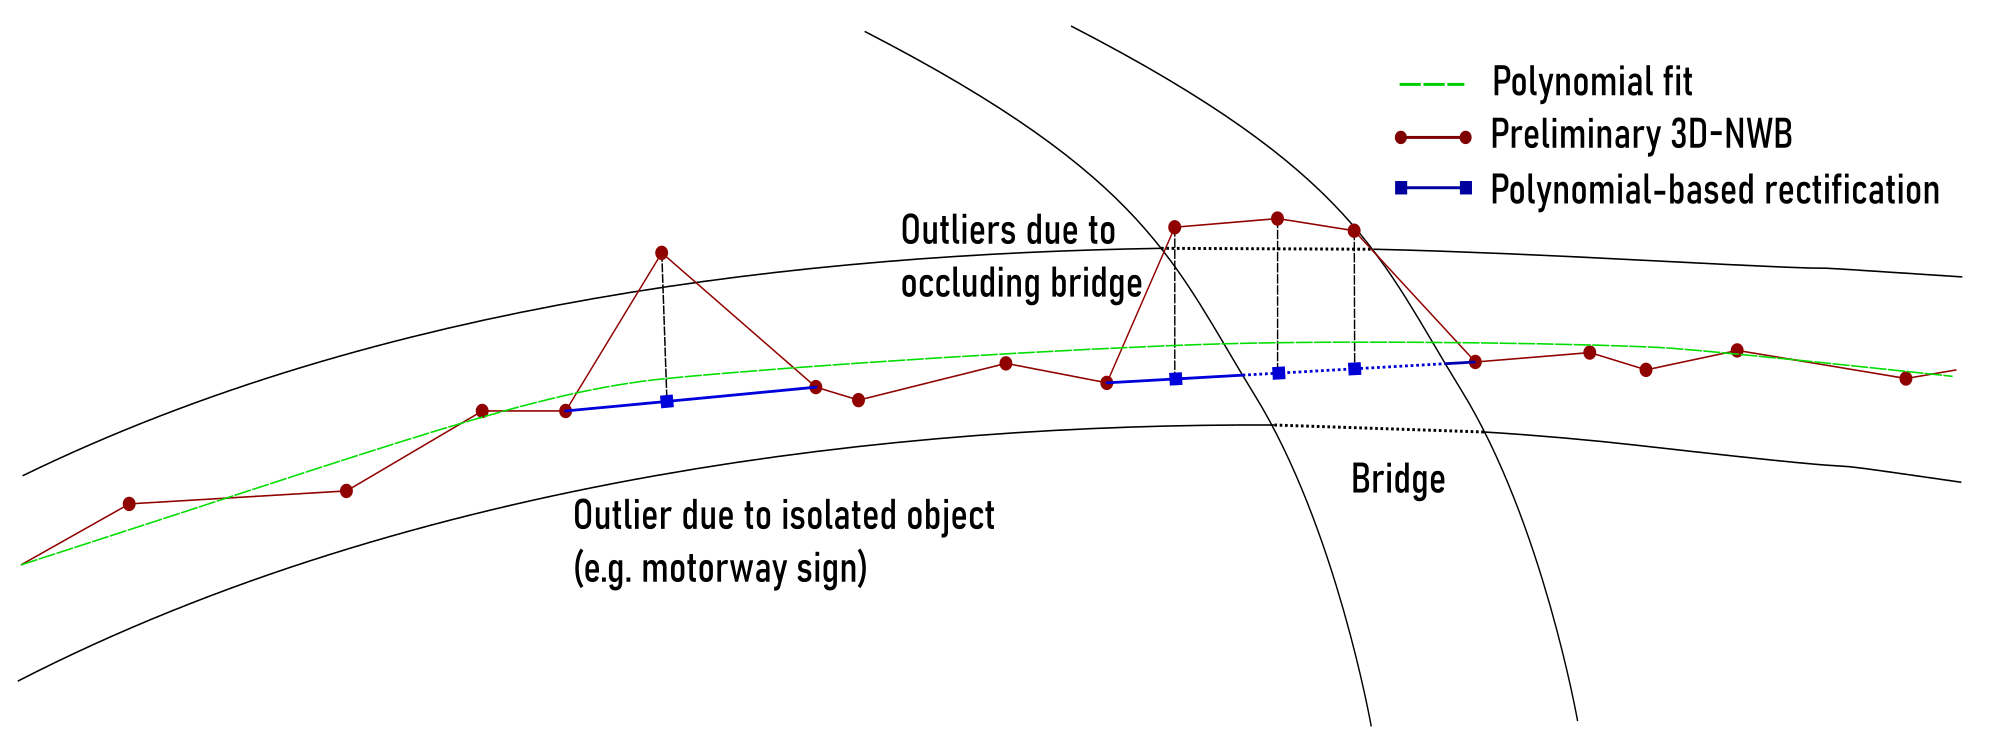 Polynomial fit
Preliminary 3D-NWB
Polynomial-based rectification
Outliers due to
occluding bridge
Bridge
Outlier due to isolated object
(e.g. motorway sign)